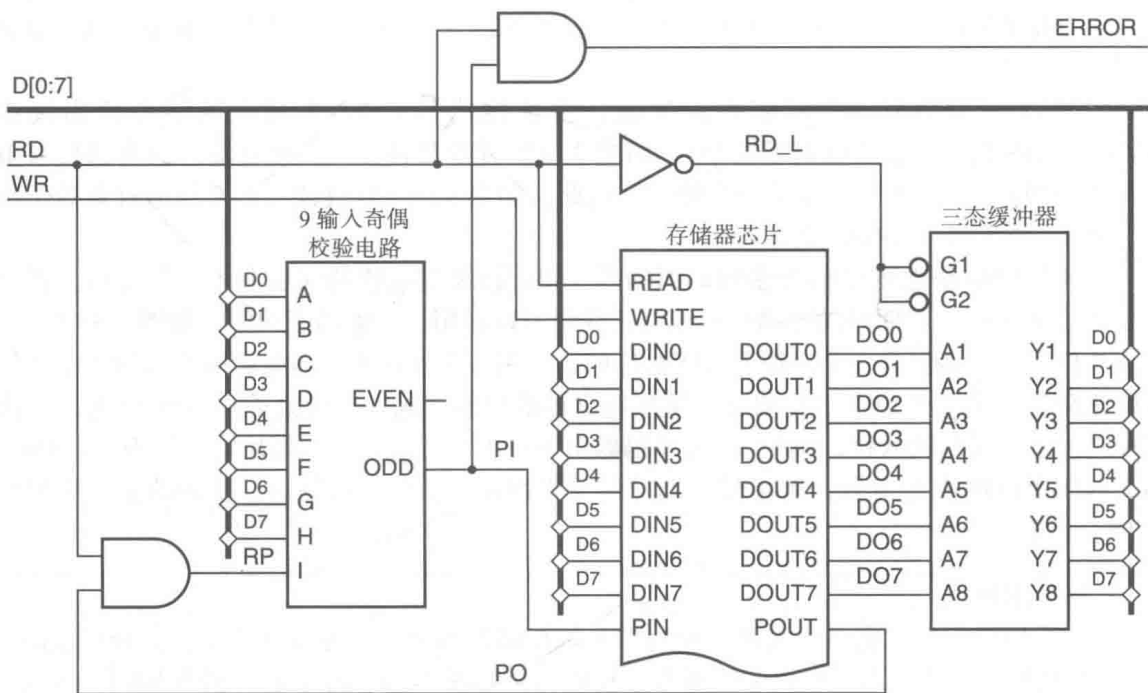 ERROR
D[0:7]
RD
RD_L
WR
9 输入奇偶
校验电路
存储器芯片
三态缓冲器
D0
D1
D2
D3
D4
D5
D6
D7
RP
A
B
C
D
E
F
G
H
I
EVEN
ODD
PI
D0
D1
D2
D3
D4
D5
D6
D7
READ
WRITE
DIN0
DIN1
DIN2
DIN3
DIN4
DIN5
DIN6
DIN7
PIN
DOUT0
DOUT1
DOUT2
DOUT3
DOUT4
DOUT5
DOUT6
DOUT7
POUT
DO0
DO1
DO2
DO3
DO4
DO5
DO6
DO7
G1
G2
A1
A2
A3
A4
A5
A6
A7
A8
Y1
Y2
Y3
Y4
Y5
Y6
Y7
Y8
D0
D1
D2
D3
D4
D5
D6
D7
PO